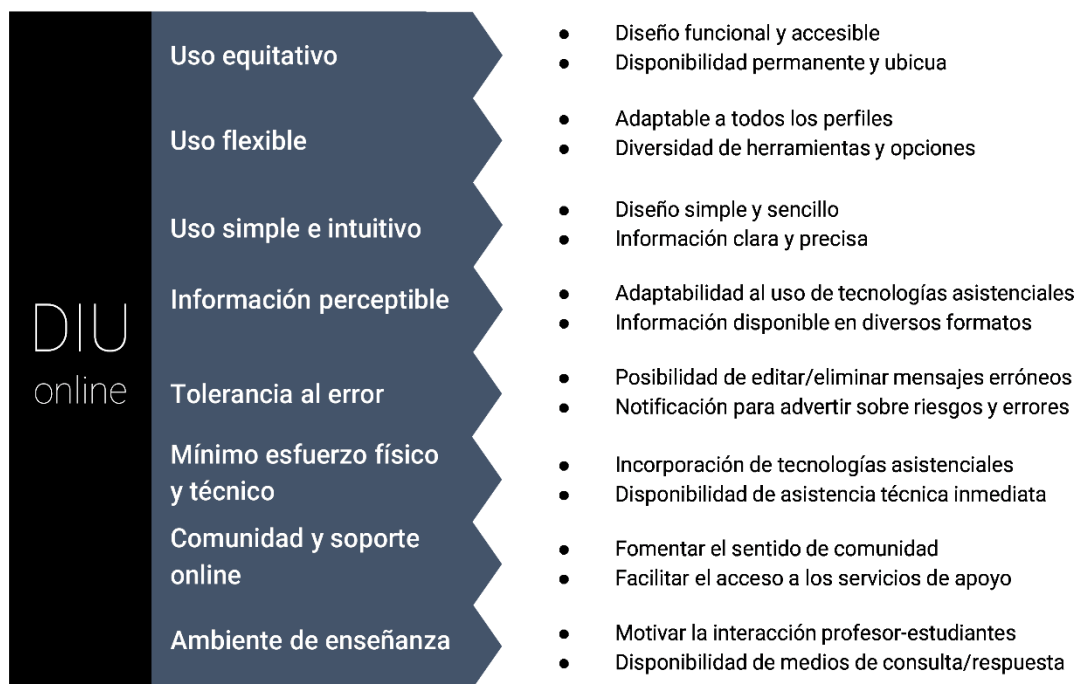 DIU
online
Uso equitativo
● Diseño funcional y accesible
● Disponibilidad permanente y ubicua
Uso flexible
● Adaptable a todos los perfiles
● Diversidad de herramientas y opciones
Uso simple e intuitivo
● Diseño simple y sencillo
● Información clara y precisa
Información perceptible
● Adaptabilidad al uso de tecnologías asistenciales
● Información disponible en diversos formatos
Tolerancia al error
● Posibilidad de editar/eliminar mensajes erróneos
● Notificación para advertir sobre riesgos y errores
Mínimo esfuerzo físico
y técnico
● Incorporación de tecnologías asistenciales
● Disponibilidad de asistencia técnica inmediata
Comunidad y soporte
online
● Fomentar el sentido de comunidad
● Facilitar el acceso a los servicios de apoyo
Ambiente de enseñanza
● Motivar la interacción profesor-estudiantes
● Disponibilidad de medios de consulta/respuesta